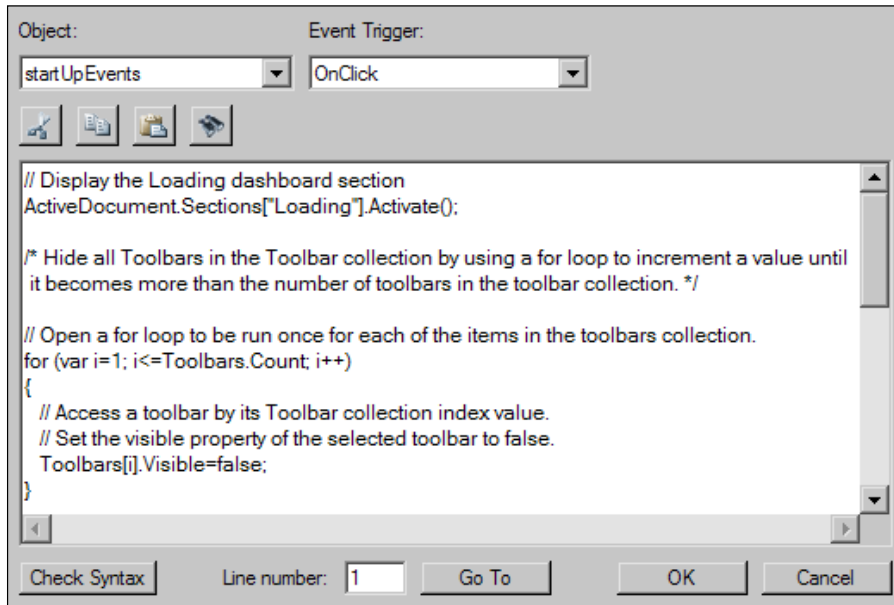 Object: Event Trigger:
startUpEvents OnClick
// Display the Loading dashboard section
ActiveDocument.Sections["Loading"].Activate();
/* Hide all Toolbars in the Toolbar collection by using a for loop to increment a value until
it becomes more than the number of toolbars in the toolbar collection. */
// Open a for loop to be run once for each of the items in the toolbars collection.
for (var i=1; i<=Toolbars.Count; i++)
{
// Access a toolbar by its Toolbar collection index value.
// Set the visible property of the selected toolbar to false.
Toolbars[i].Visible=false;
}
Check Syntax Line number: 1 Go To OK Cancel